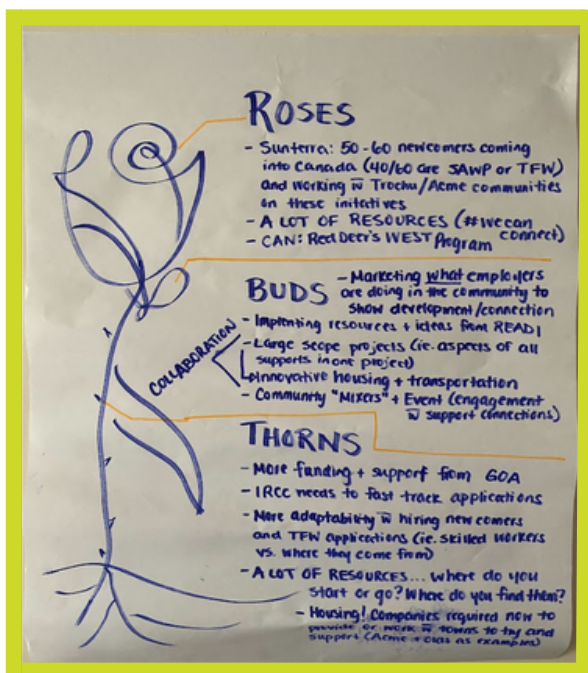 ROSES
- Sunterra: 50-60 newcomers coming
into Canada (40/60 are SAWP or TFW)
and working w̅ Trochu/Acme communities
on these initatives
- A LOT OF RESOURCES (#wecan
connect)
- CAN: Red Deer's WEST Program
BUDS
- Marketing what employers
are doing in the community to
show development/connection
- Implenting resources + ideas from READI
- Large scope projects (ie. aspects of all
supports in one project)
COLLABORATION
- Innovative housing + transportation
- Community "Mixers" + Event (engagement
w̅ support connections)
THORNS
- More funding + support from GOA
- IRCC needs to fast track applications
- More adaptability w̅ hiring new comers
and TFW applications (ie. skilled workers
vs. where they come from)
- A LOT OF RESOURCES... where do you
start or go? Where do you find them?
- Housing! Companies required now to
provide or work w̅ towns to try and
support (Acme + Olds as examples)